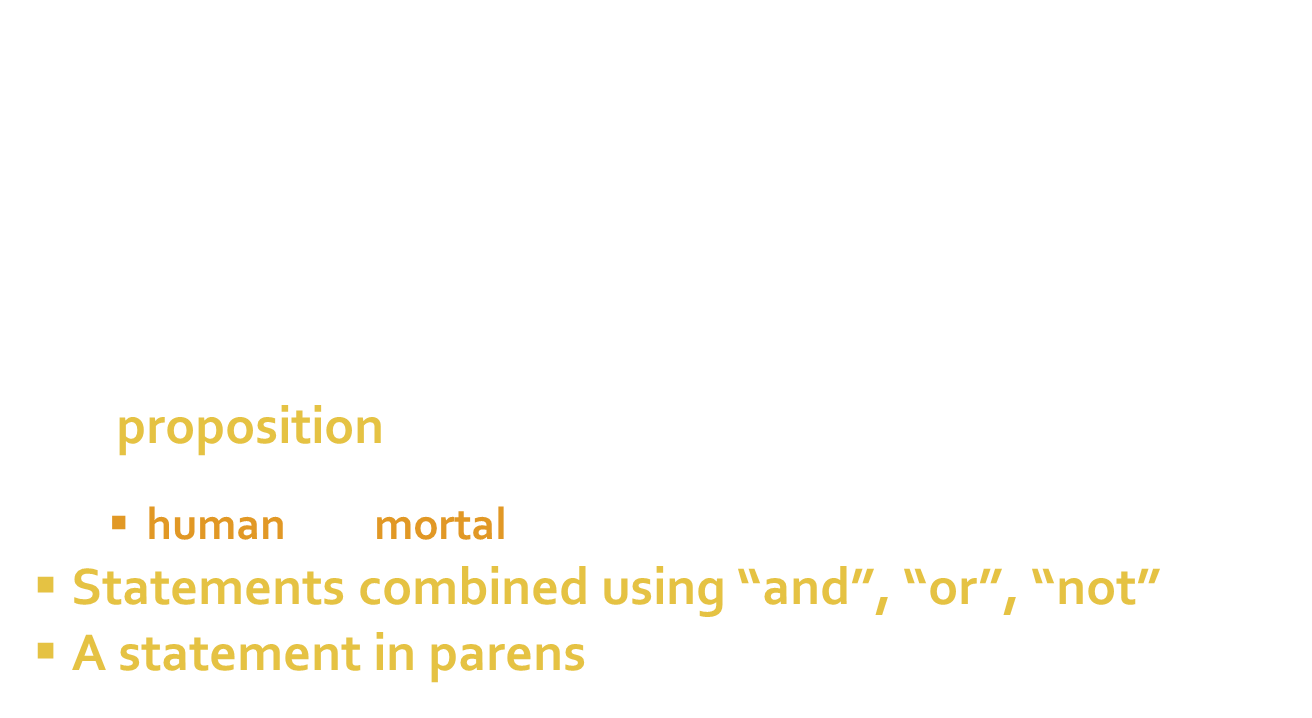 proposition
▪ human mortal
▪ Statements combined using “and”, “or”, “not”
▪ A statement in parens